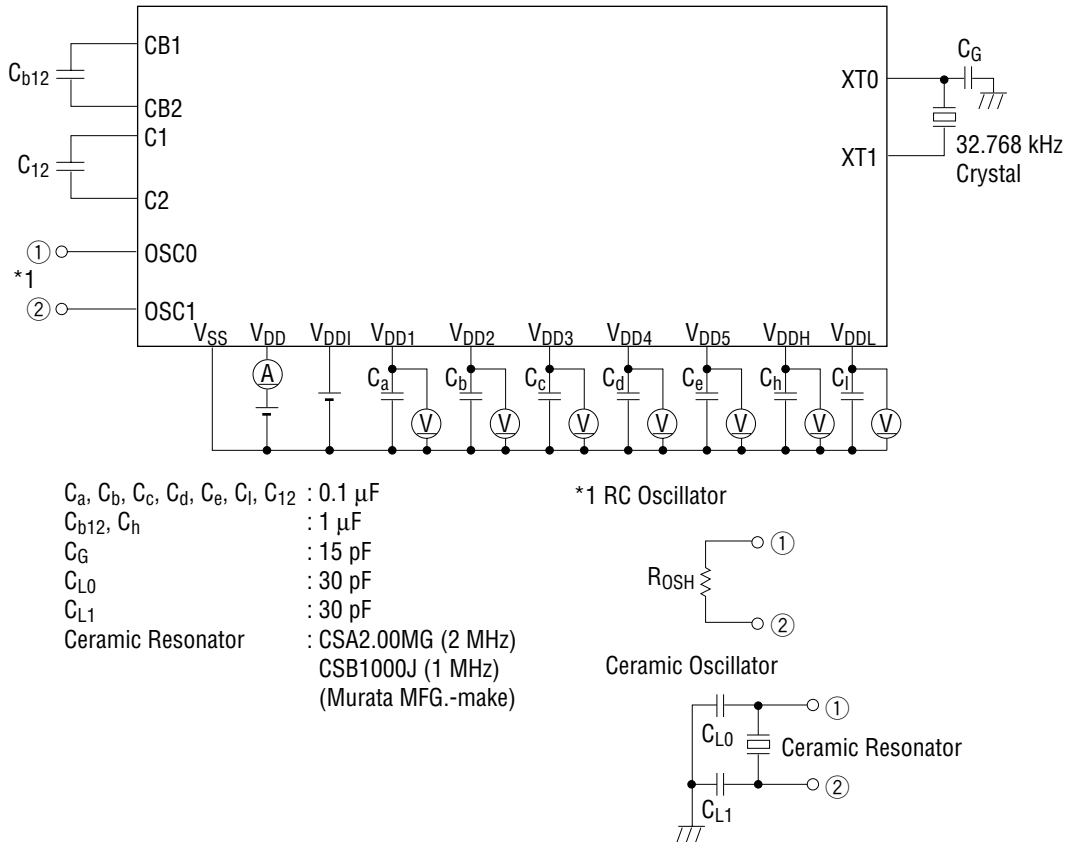 CB1
C_b12
CB2
C1
C_12
C2
① OSC0
*1
② OSC1
C_G
XT0
XT1
32.768 kHz
Crystal
V_SS V_DD V_DDI V_DD1 V_DD2 V_DD3 V_DD4 V_DD5 V_DDH V_DDL
A
C_a V C_b V C_c V C_d V C_e V C_h V C_l V
C_a, C_b, C_c, C_d, C_e, C_l, C_12 : 0.1 μF
C_b12, C_h : 1 μF
C_G : 15 pF
C_L0 : 30 pF
C_L1 : 30 pF
Ceramic Resonator : CSA2.00MG (2 MHz)
CSB1000J (1 MHz)
(Murata MFG.-make)
*1 RC Oscillator
①
R_OSH
②
Ceramic Oscillator
①
C_L0
Ceramic Resonator
②
C_L1